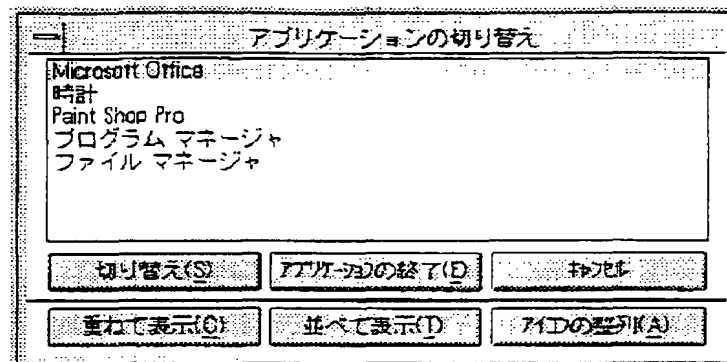 アプリケーションの切り替え
Microsoft Office
時計
Paint Shop Pro
プログラム マネージャ
ファイル マネージャ
切り替え(S) アプリケーションの終了(E) キャンセル
重ねて表示(C) 並べて表示(T) アイコンの整列(A)